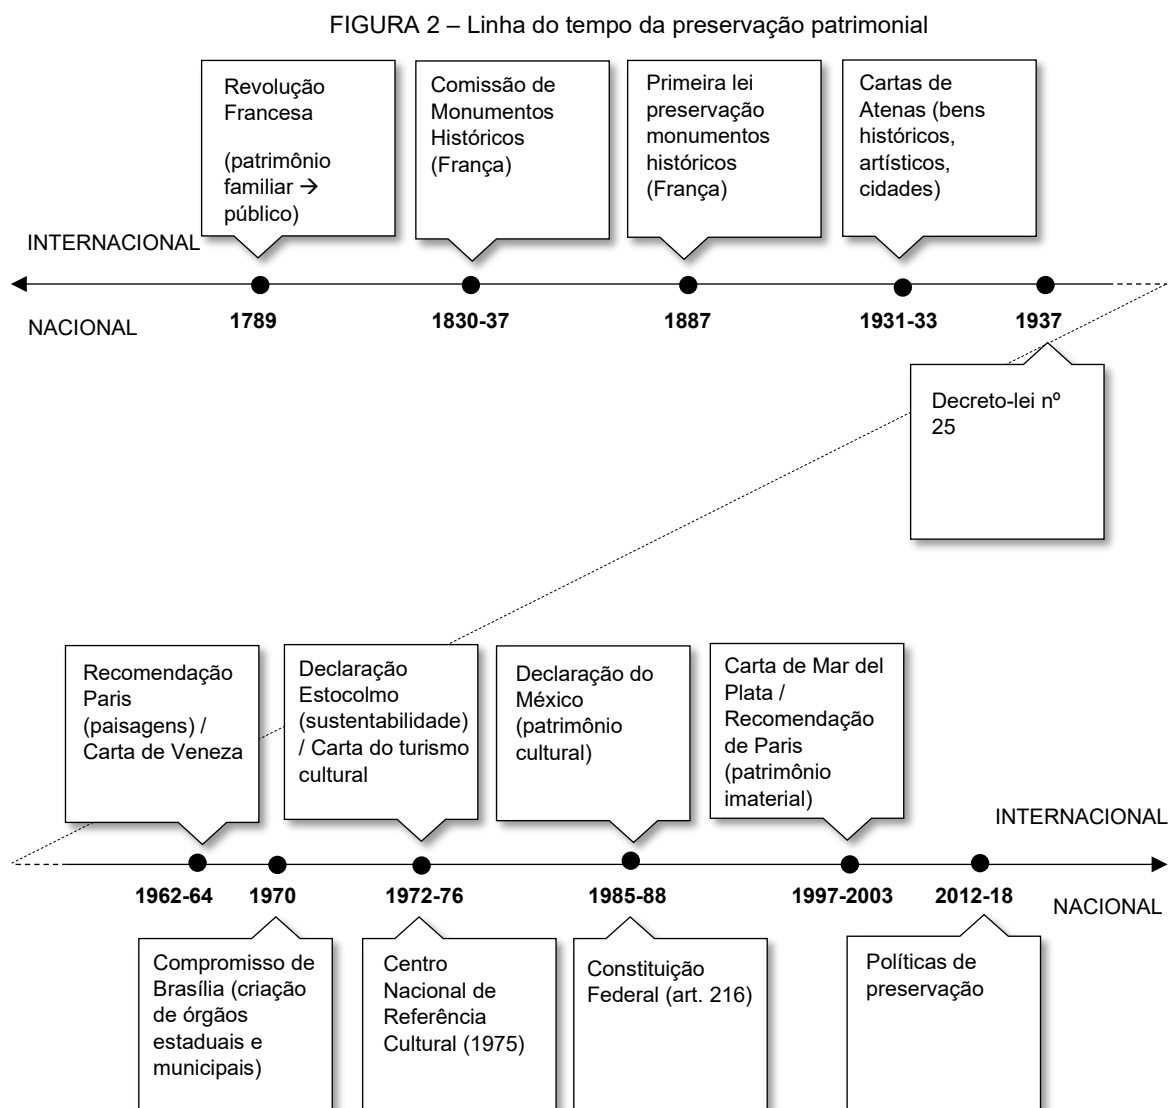 FIGURA 2 – Linha do tempo da preservação patrimonial
Revolução
Francesa
(patrimônio
familiar →
público)
Comissão de
Monumentos
Históricos
(França)
Primeira lei
preservação
monumentos
históricos
(França)
Cartas de
Atenas (bens
históricos,
artísticos,
cidades)
INTERNACIONAL
NACIONAL
1789
1830-37
1887
1931-33
1937
Decreto-lei nº
25
Recomendação
Paris
(paisagens) /
Carta de Veneza
Declaração
Estocolmo
(sustentabilidade)
/ Carta do turismo
cultural
Declaração do
México
(patrimônio
cultural)
Carta de Mar del
Plata /
Recomendação
de Paris
(patrimônio
imaterial)
INTERNACIONAL
1962-64
1970
1972-76
1985-88
1997-2003
2012-18
NACIONAL
Compromisso de
Brasília (criação
de órgãos
estaduais e
municipais)
Centro
Nacional de
Referência
Cultural (1975)
Constituição
Federal (art. 216)
Políticas de
preservação